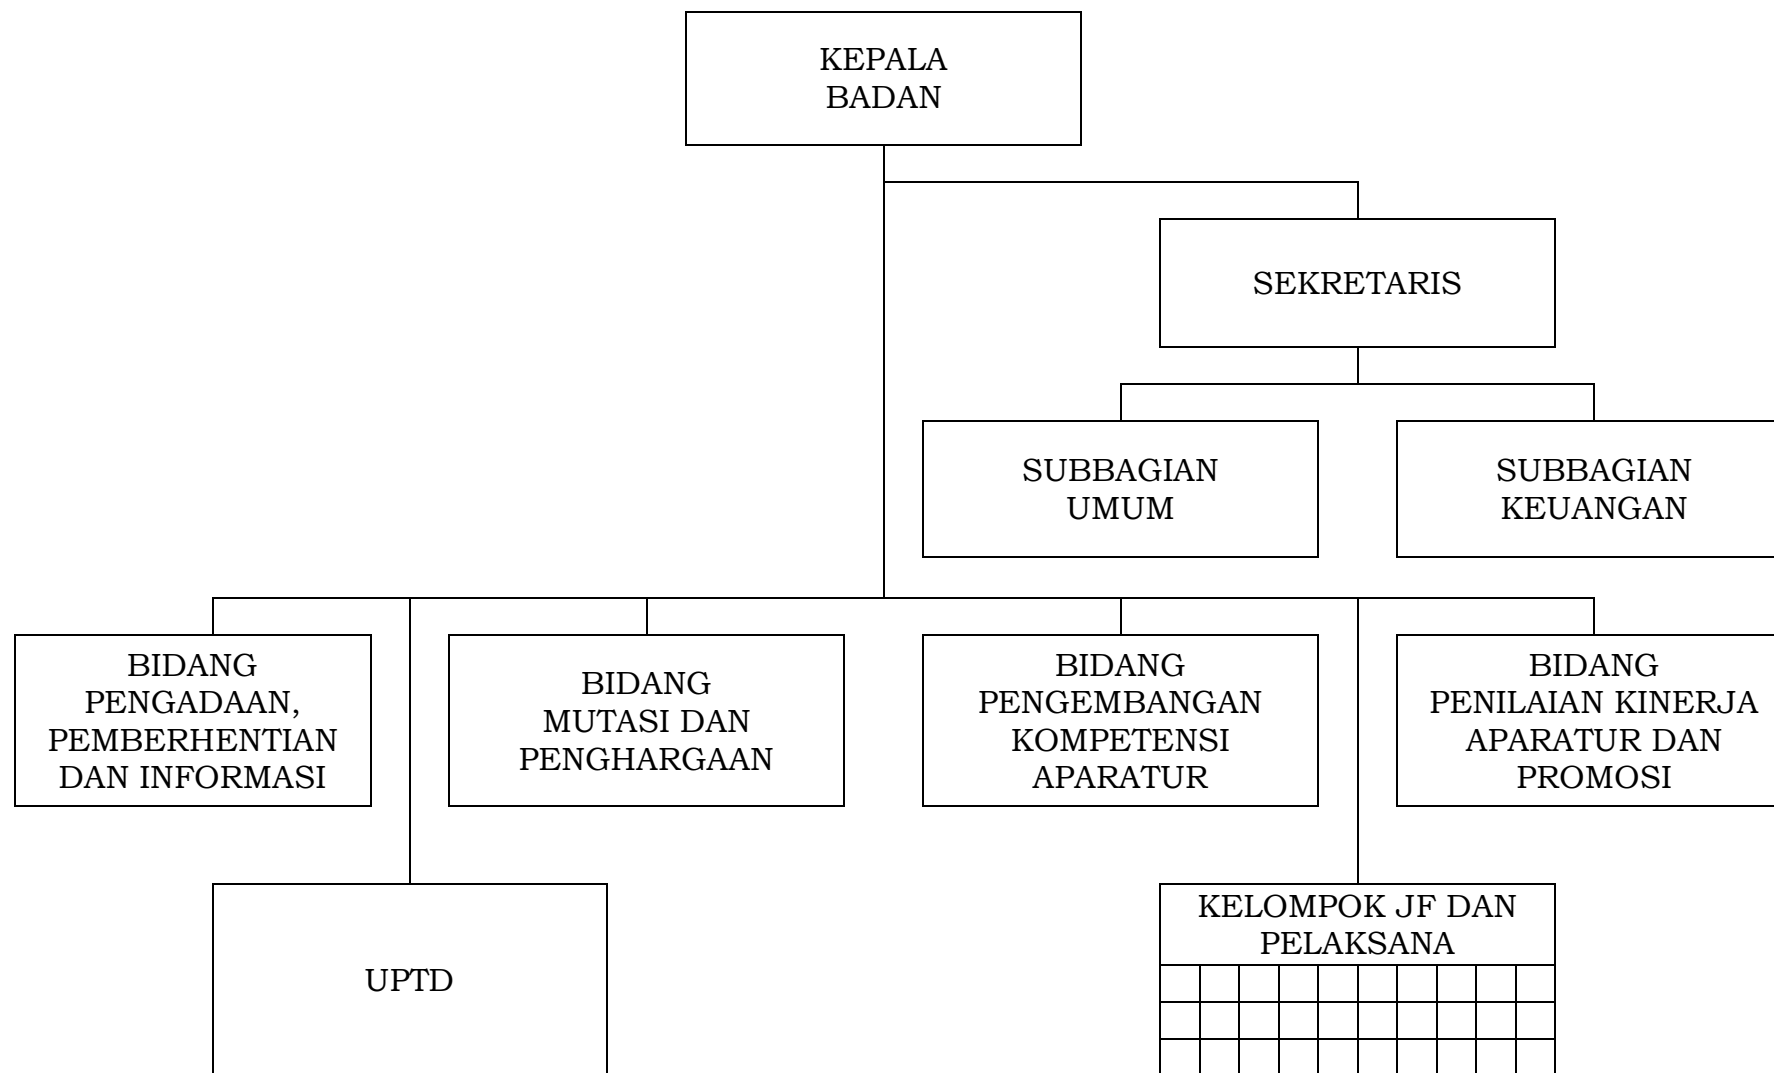 KEPALA
BADAN
SEKRETARIS
SUBBAGIAN
UMUM
SUBBAGIAN
KEUANGAN
BIDANG
PENGADAAN,
PEMBERHENTIAN
DAN INFORMASI
BIDANG
MUTASI DAN
PENGHARGAAN
BIDANG
PENGEMBANGAN
KOMPETENSI
APARATUR
BIDANG
PENILAIAN KINERJA
APARATUR DAN
PROMOSI
UPTD
KELOMPOK JF DAN
PELAKSANA